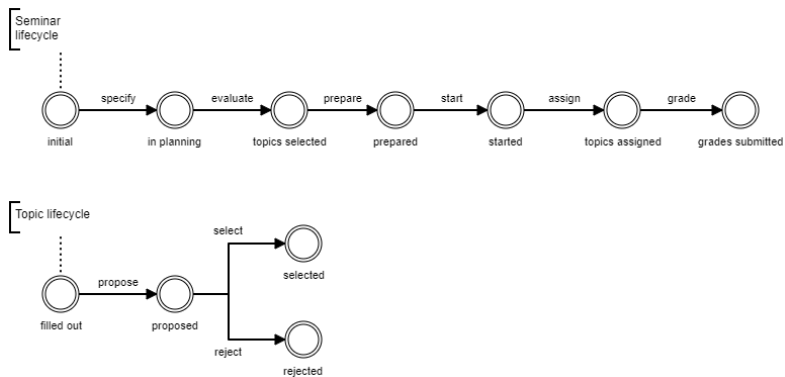 Seminar
lifecycle
specify
evaluate
prepare
start
assign
grade
initial
in planning
topics selected
prepared
started
topics assigned
grades submitted
Topic lifecycle
select
propose
selected
filled out
proposed
reject
rejected